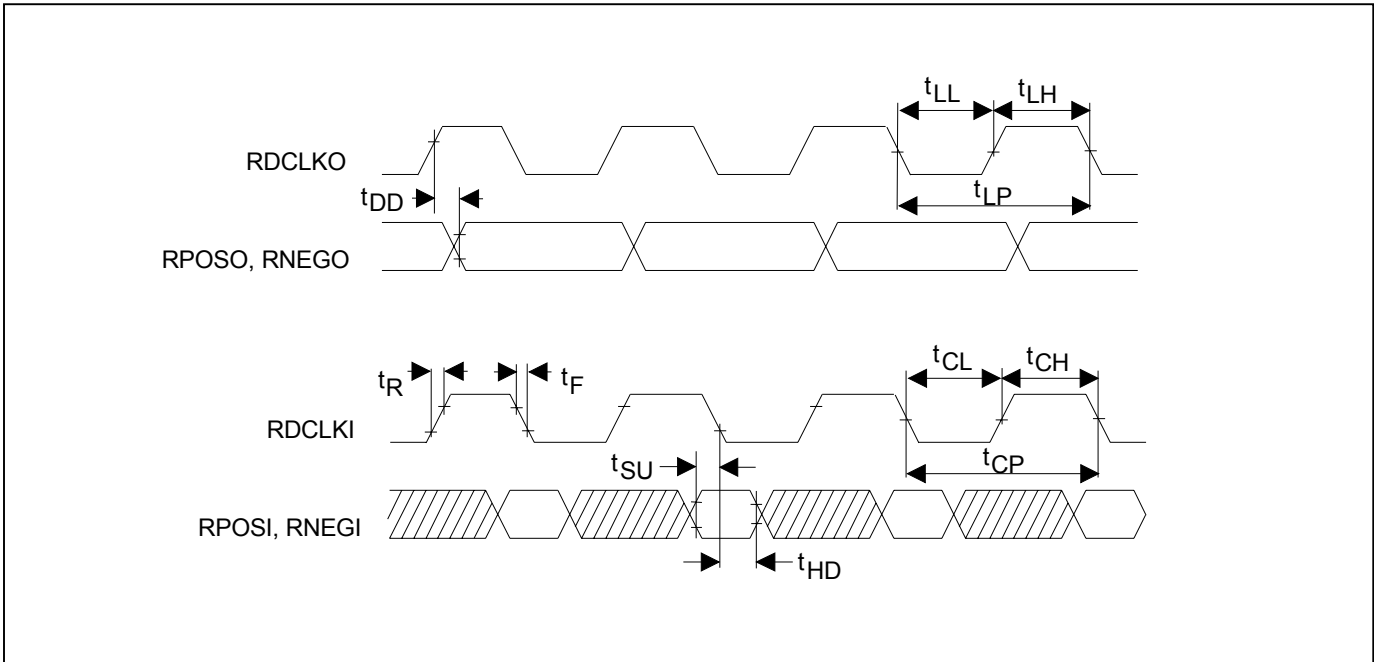 tLL tLH
RDCLKO
tDD tLP
RPOSO, RNEGO
tCL tCH
tR tF
RDCLKI
tSU tCP
RPOSI, RNEGI
tHD